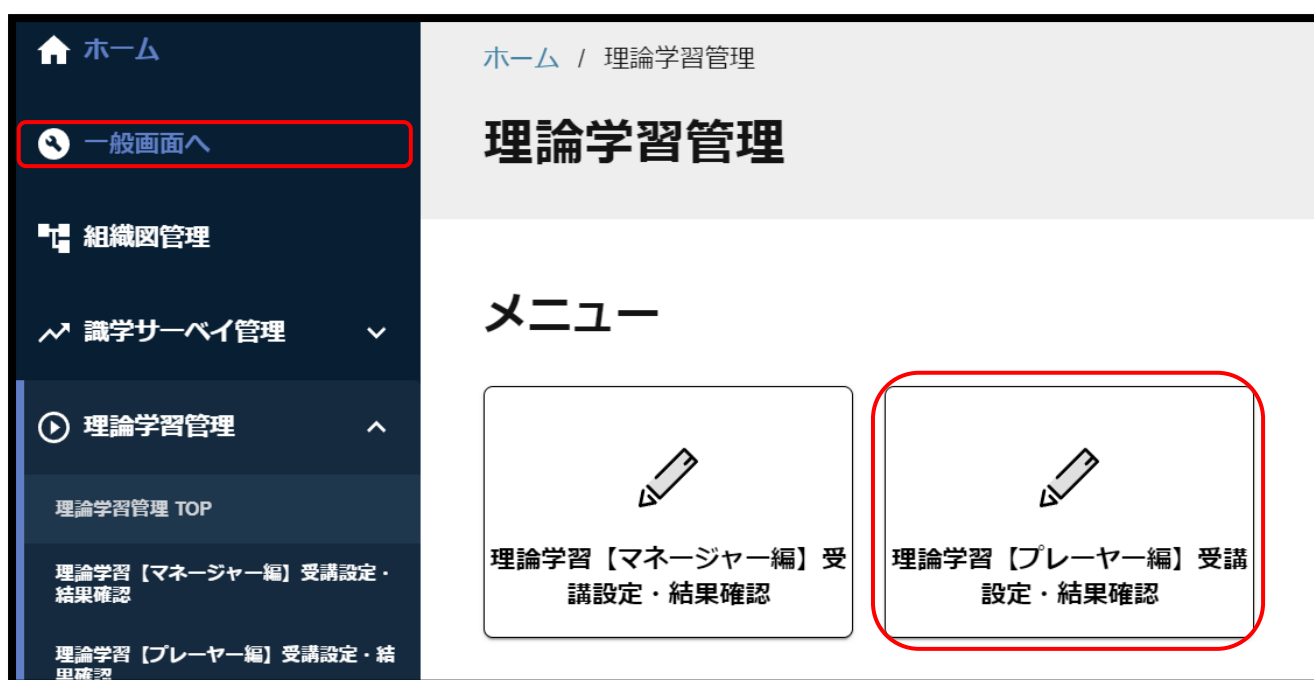 ホーム
一般画面へ
組織図管理
識学サーベイ管理
理論学習管理
理論学習管理 TOP
理論学習【マネージャー編】受講設定・
結果確認
理論学習【プレーヤー編】受講設定・結
果確認
ホーム / 理論学習管理
理論学習管理
メニュー
理論学習【マネージャー編】受
講設定・結果確認
理論学習【プレーヤー編】受講
設定・結果確認